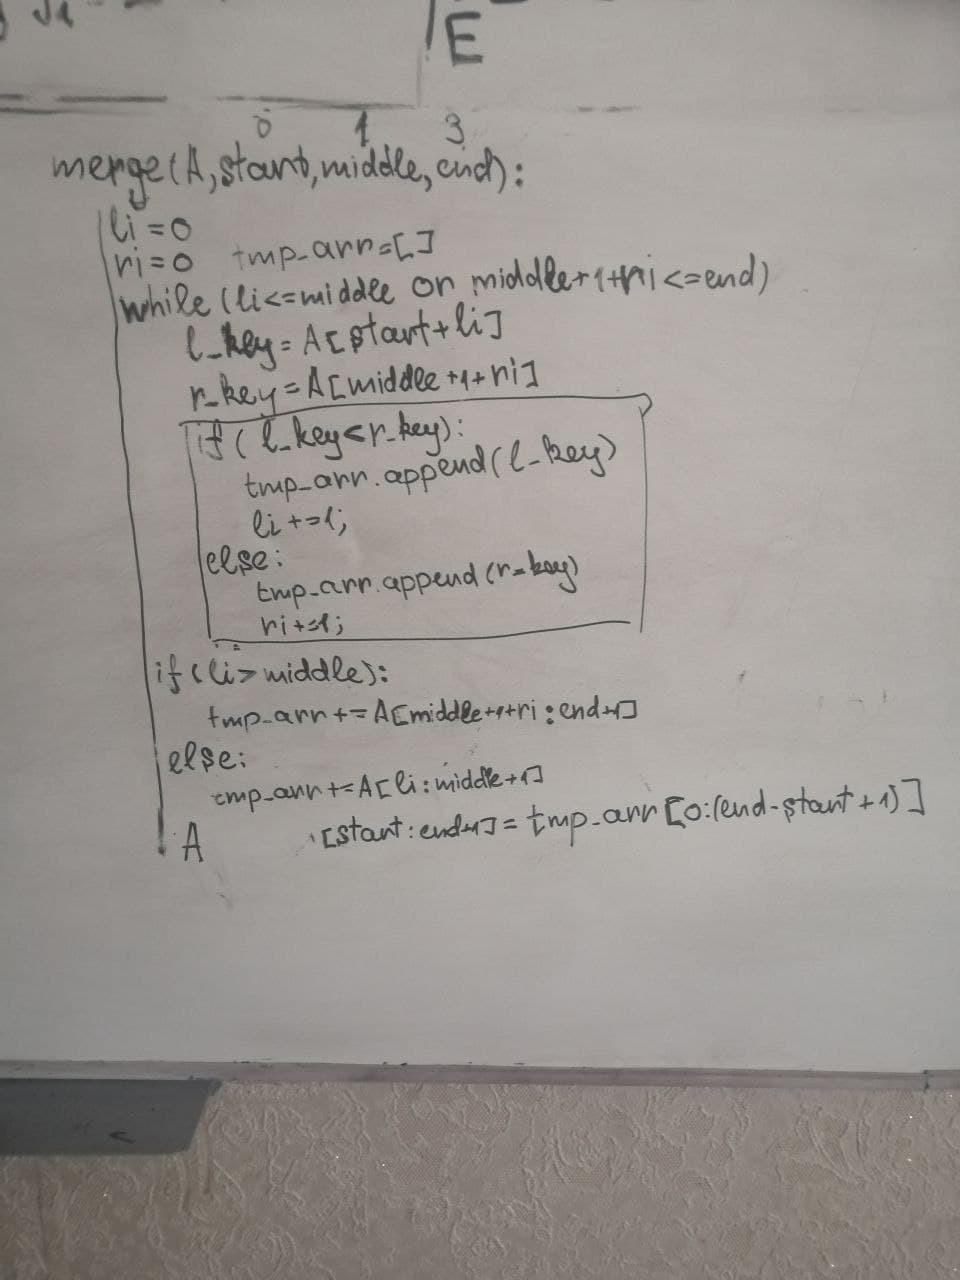 E
0 1 3
merge(A,start,middle,end):
li=0
ri=0 tmp_arr=[]
while (li<=middle or middle+1+ri<=end)
l_key=A[start+li]
r_key=A[middle+1+ri]
if(l_key<r_key):
tmp_arr.append(l_key)
li+=1;
else:
tmp_arr.append(r_key)
ri+=1;
if(li>middle):
tmp_arr+=A[middle+1+ri:end+1]
else:
tmp_arr+=A[li:middle+1]
A [start:end+1]=tmp_arr[0:(end-start+1)]